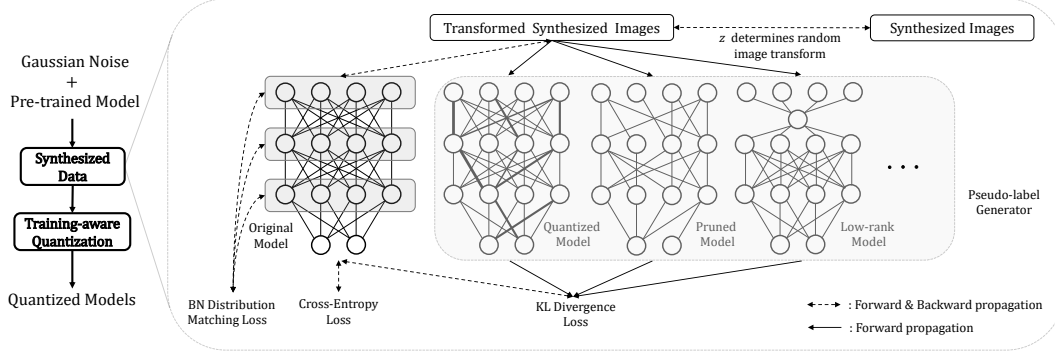 Gaussian Noise
+
Pre-trained Model
Synthesized
Data
Training-aware
Quantization
Quantized Models
Transformed Synthesized Images
z determines random
image transform
Synthesized Images
Original
Model
Quantized
Model
Pruned
Model
Low-rank
Model
• • •
Pseudo-label
Generator
BN Distribution
Matching Loss
Cross-Entropy
Loss
KL Divergence
Loss
: Forward & Backward propagation
: Forward propagation